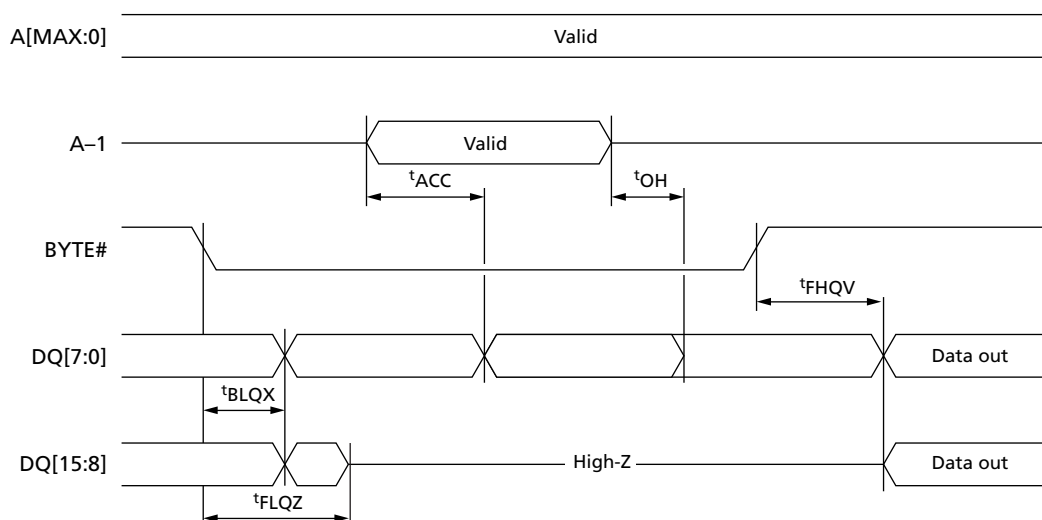 A[MAX:0]
Valid
A–1
Valid
tACC
tOH
BYTE#
tFHQV
DQ[7:0]
Data out
tBLQX
DQ[15:8]
High-Z
Data out
tFLQZ